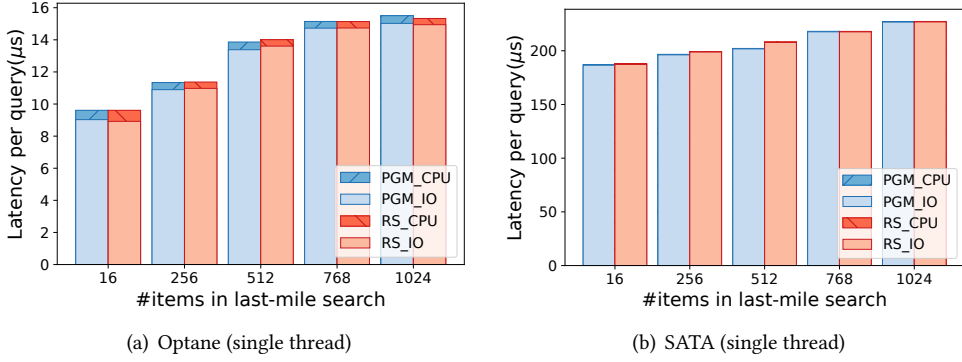 Latency per query(μs)
16
14
12
10
8
6
4
2
0
PGM_CPU
PGM_IO
RS_CPU
RS_IO
16 256 512 768 1024
#items in last-mile search
(a) Optane (single thread)
Latency per query(μs)
200
150
100
50
0
PGM_CPU
PGM_IO
RS_CPU
RS_IO
16 256 512 768 1024
#items in last-mile search
(b) SATA (single thread)